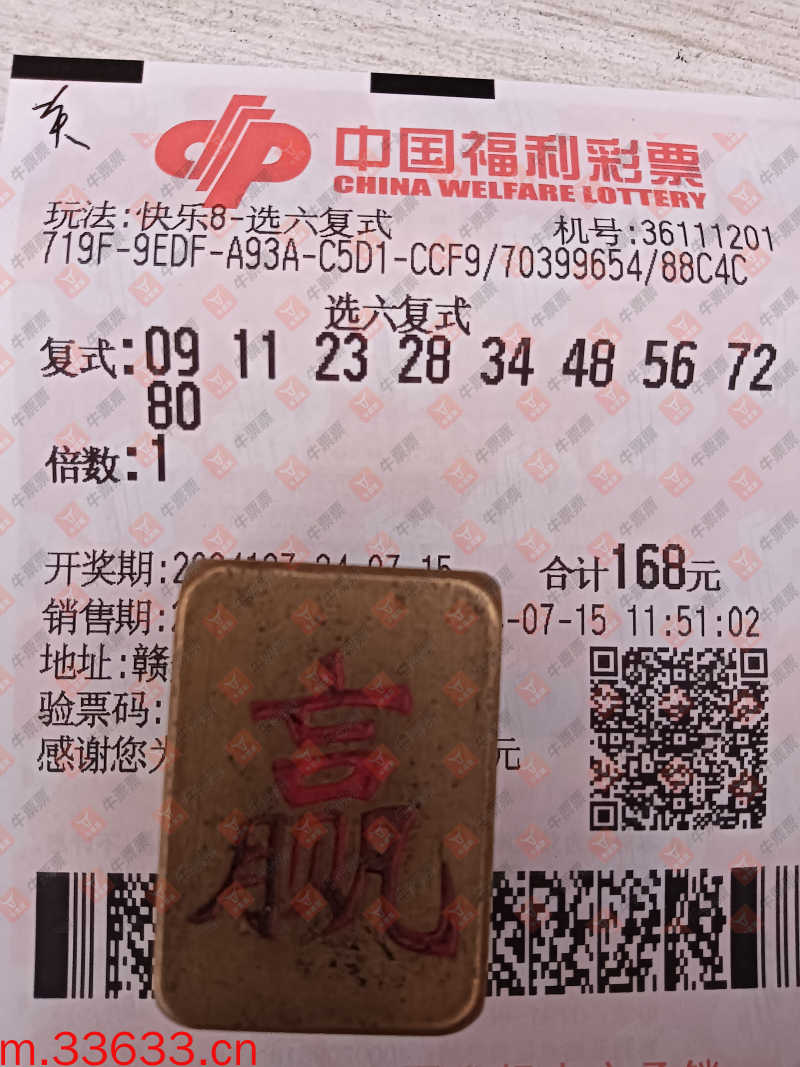 中国福利彩票
CHINA WELFARE LOTTERY
玩法:快乐8-选六复式 机号:36111201
719F-9EDF-A93A-C5D1-CCF9/70399654/88C4C
选六复式
复式:09 11 23 28 34 48 56 72
80
倍数:1
开奖期: 合计168元
销售期: -07-15 11:51:02
地址:赣
验票码:
感谢您为 元
赢
牛票票
m.33633.cn